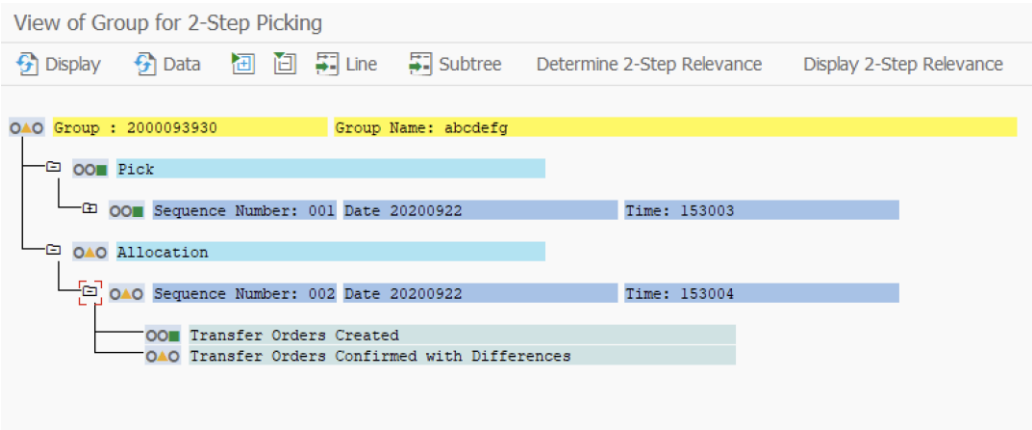 View of Group for 2-Step Picking
Display Data Line Subtree Determine 2-Step Relevance Display 2-Step Relevance
Group : 2000093930 Group Name: abcdefg
Pick
Sequence Number: 001 Date 20200922 Time: 153003
Allocation
Sequence Number: 002 Date 20200922 Time: 153004
Transfer Orders Created
Transfer Orders Confirmed with Differences